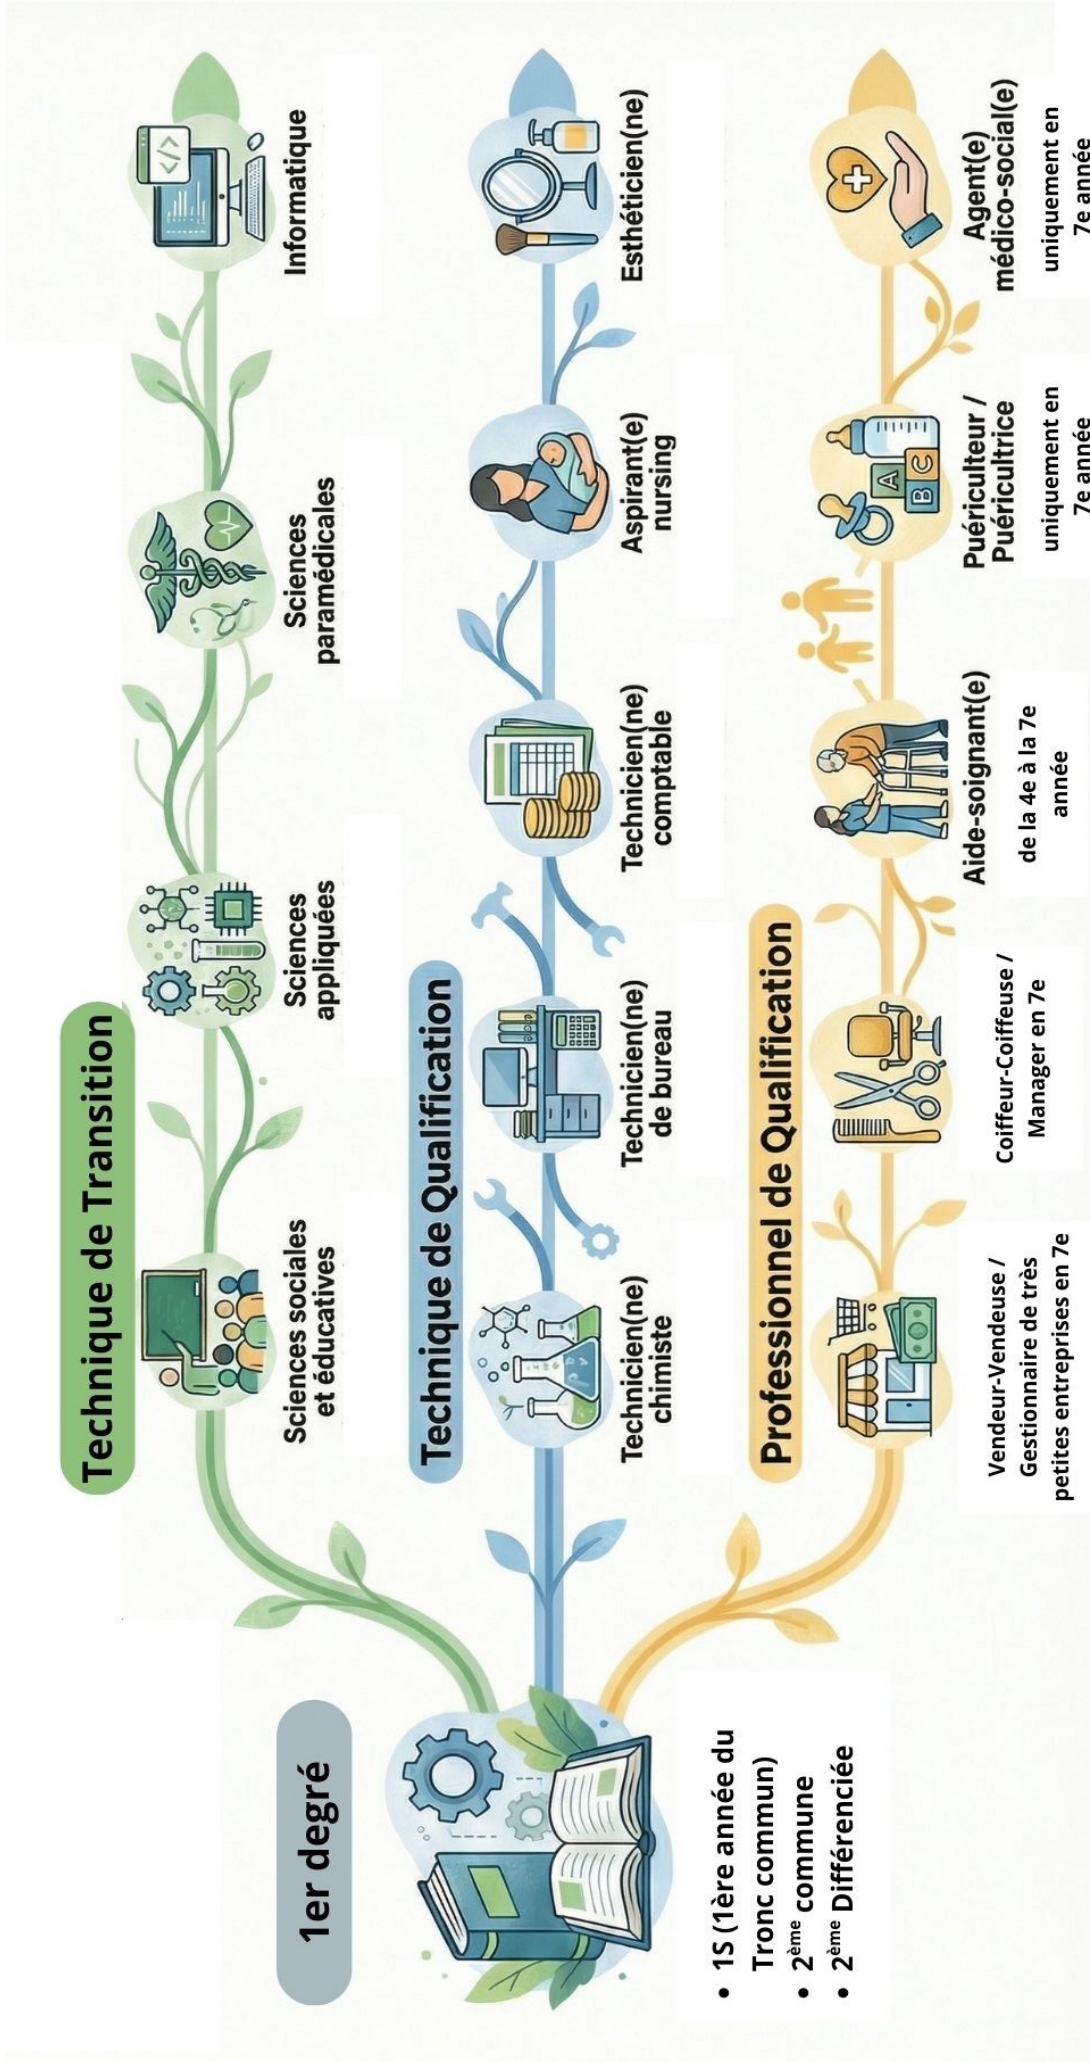 1er degré
• 1S (1ère année du
Tronc commun)
• 2ème commune
• 2ème Différenciée
Technique de Transition
Sciences sociales
et éducatives
Sciences
appliquées
Sciences
paramédicales
</>
Informatique
Technique de Qualification
Technicien(ne)
chimiste
Technicien(ne)
de bureau
Technicien(ne)
comptable
Aspirant(e)
nursing
Esthéticien(ne)
Professionnel de Qualification
Vendeur-Vendeuse /
Gestionnaire de très
petites entreprises en 7e
Coiffeur-Coiffeuse /
Manager en 7e
Aide-soignant(e)
de la 4e à la 7e
année
A
B C
Puériculteur /
Puéricultrice
uniquement en
7e année
Agent(e)
médico-social(e)
uniquement en
7e année